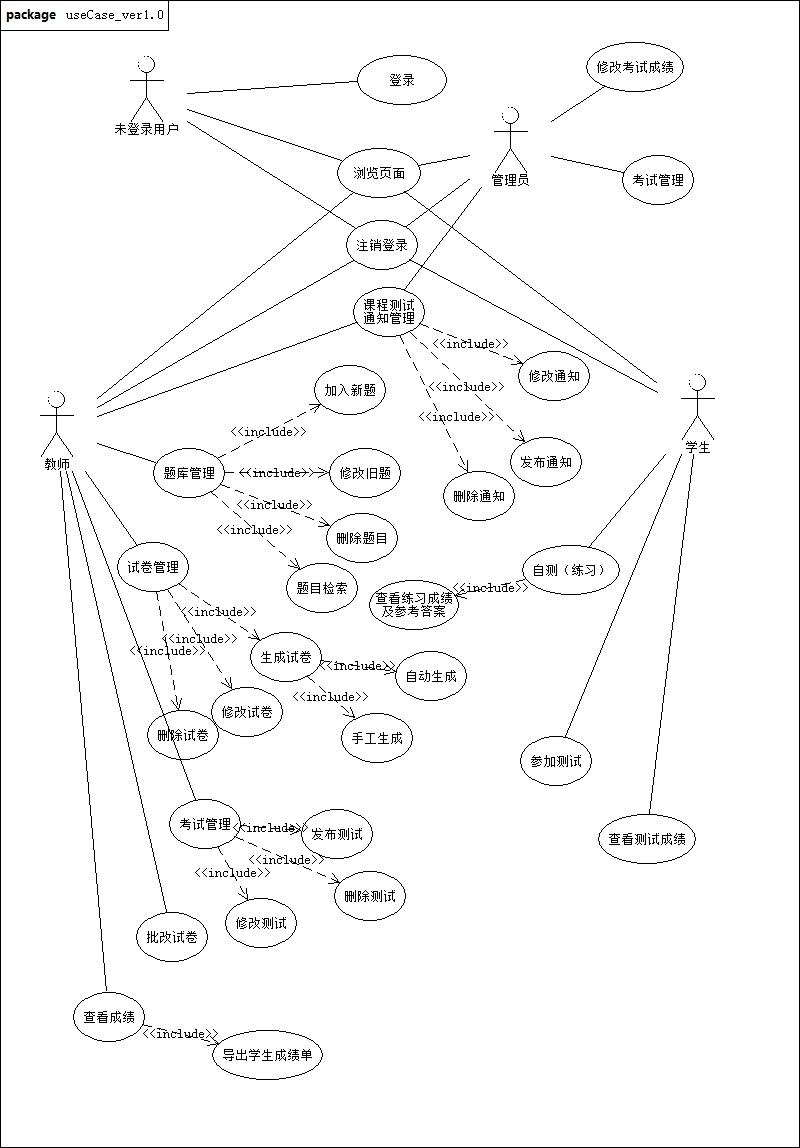 package useCase_ver1.0
修改考试成绩
登录
未登录用户
浏览页面
管理员
考试管理
注销登录
课程测试
通知管理
<<include>>
修改通知
加入新题
<<include>>
<<include>>
<<include>>
学生
教师
题库管理
<<include>>
修改旧题
发布通知
删除通知
<<include>>
<<include>>
删除题目
试卷管理
自测（练习）
题目检索
<<include>>
查看练习成绩
及参考答案
<<include>>
<<include>>
<<include>>
生成试卷
<<include>>
自动生成
<<include>>
修改试卷
删除试卷
手工生成
参加测试
考试管理
<<include>>
发布测试
查看测试成绩
<<include>>
<<include>>
删除测试
修改测试
批改试卷
查看成绩
<<include>>
导出学生成绩单